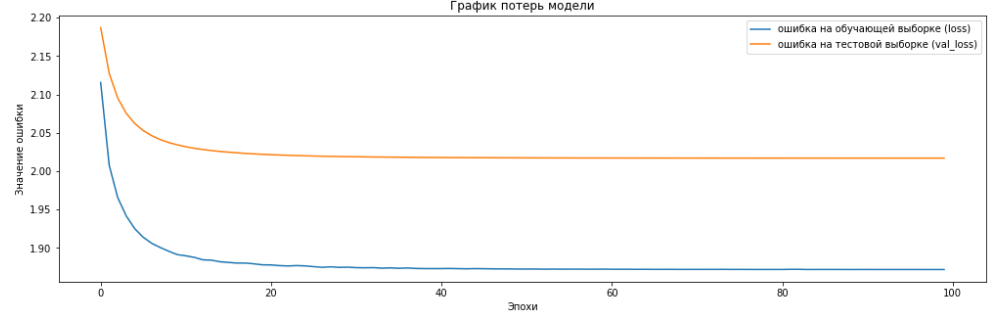 График потерь модели
ошибка на обучающей выборке (loss)
ошибка на тестовой выборке (val_loss)
Значение ошибки
2.20
2.15
2.10
2.05
2.00
1.95
1.90
0 20 40 60 80 100
Эпохи